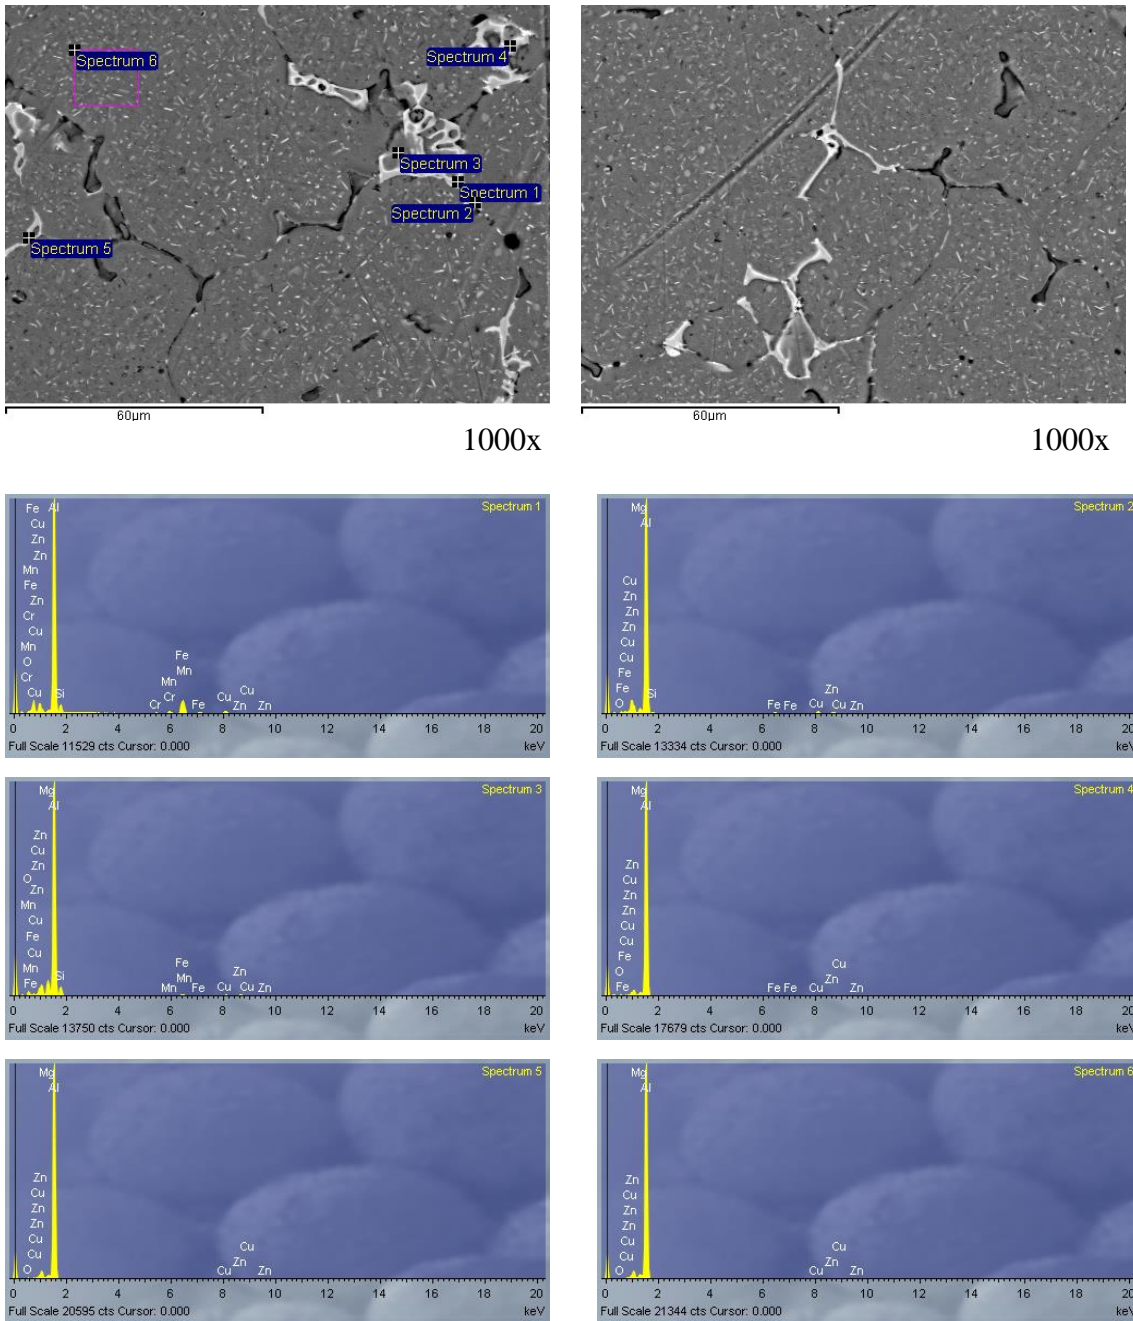 Spectrum 6
Spectrum 4
Spectrum 3
Spectrum 1
Spectrum 2
Spectrum 5
60µm
60µm
1000x
1000x
Spectrum 1
Fe Al
Cu
Zn
Zn
Mn
Fe
Zn
Cr
Cu
Mn
O
Cr
Cu Si
Fe
Mn
Mn
Cr
Cr
Fe
Cu
Cu
Zn
Zn
0 2 4 6 8 10 12 14 16 18 20
Full Scale 11529 cts Cursor: 0.000 keV
Spectrum 2
Mg
Al
Cu
Zn
Zn
Zn
Cu
Cu
Fe
Fe
O
Si
Zn
Fe Fe Cu Cu Zn
0 2 4 6 8 10 12 14 16 18 20
Full Scale 13334 cts Cursor: 0.000 keV
Spectrum 3
Mg
Al
Zn
Cu
Zn
O
Zn
Mn
Cu
Fe
Cu
Mn
Fe
Si
Fe
Mn
Mn Fe
Zn
Cu Cu Zn
0 2 4 6 8 10 12 14 16 18 20
Full Scale 13750 cts Cursor: 0.000 keV
Spectrum 4
Mg
Al
Zn
Cu
Zn
Zn
Cu
Cu
Fe
O
Fe
Cu
Zn
Fe Fe Cu Zn
0 2 4 6 8 10 12 14 16 18 20
Full Scale 17679 cts Cursor: 0.000 keV
Spectrum 5
Mg
Al
Zn
Cu
Zn
Zn
Cu
Cu
O
Cu
Zn
Cu Zn
0 2 4 6 8 10 12 14 16 18 20
Full Scale 20595 cts Cursor: 0.000 keV
Spectrum 6
Mg
Al
Zn
Cu
Zn
Zn
Cu
Cu
O
Cu
Zn
Cu Zn
0 2 4 6 8 10 12 14 16 18 20
Full Scale 21344 cts Cursor: 0.000 keV